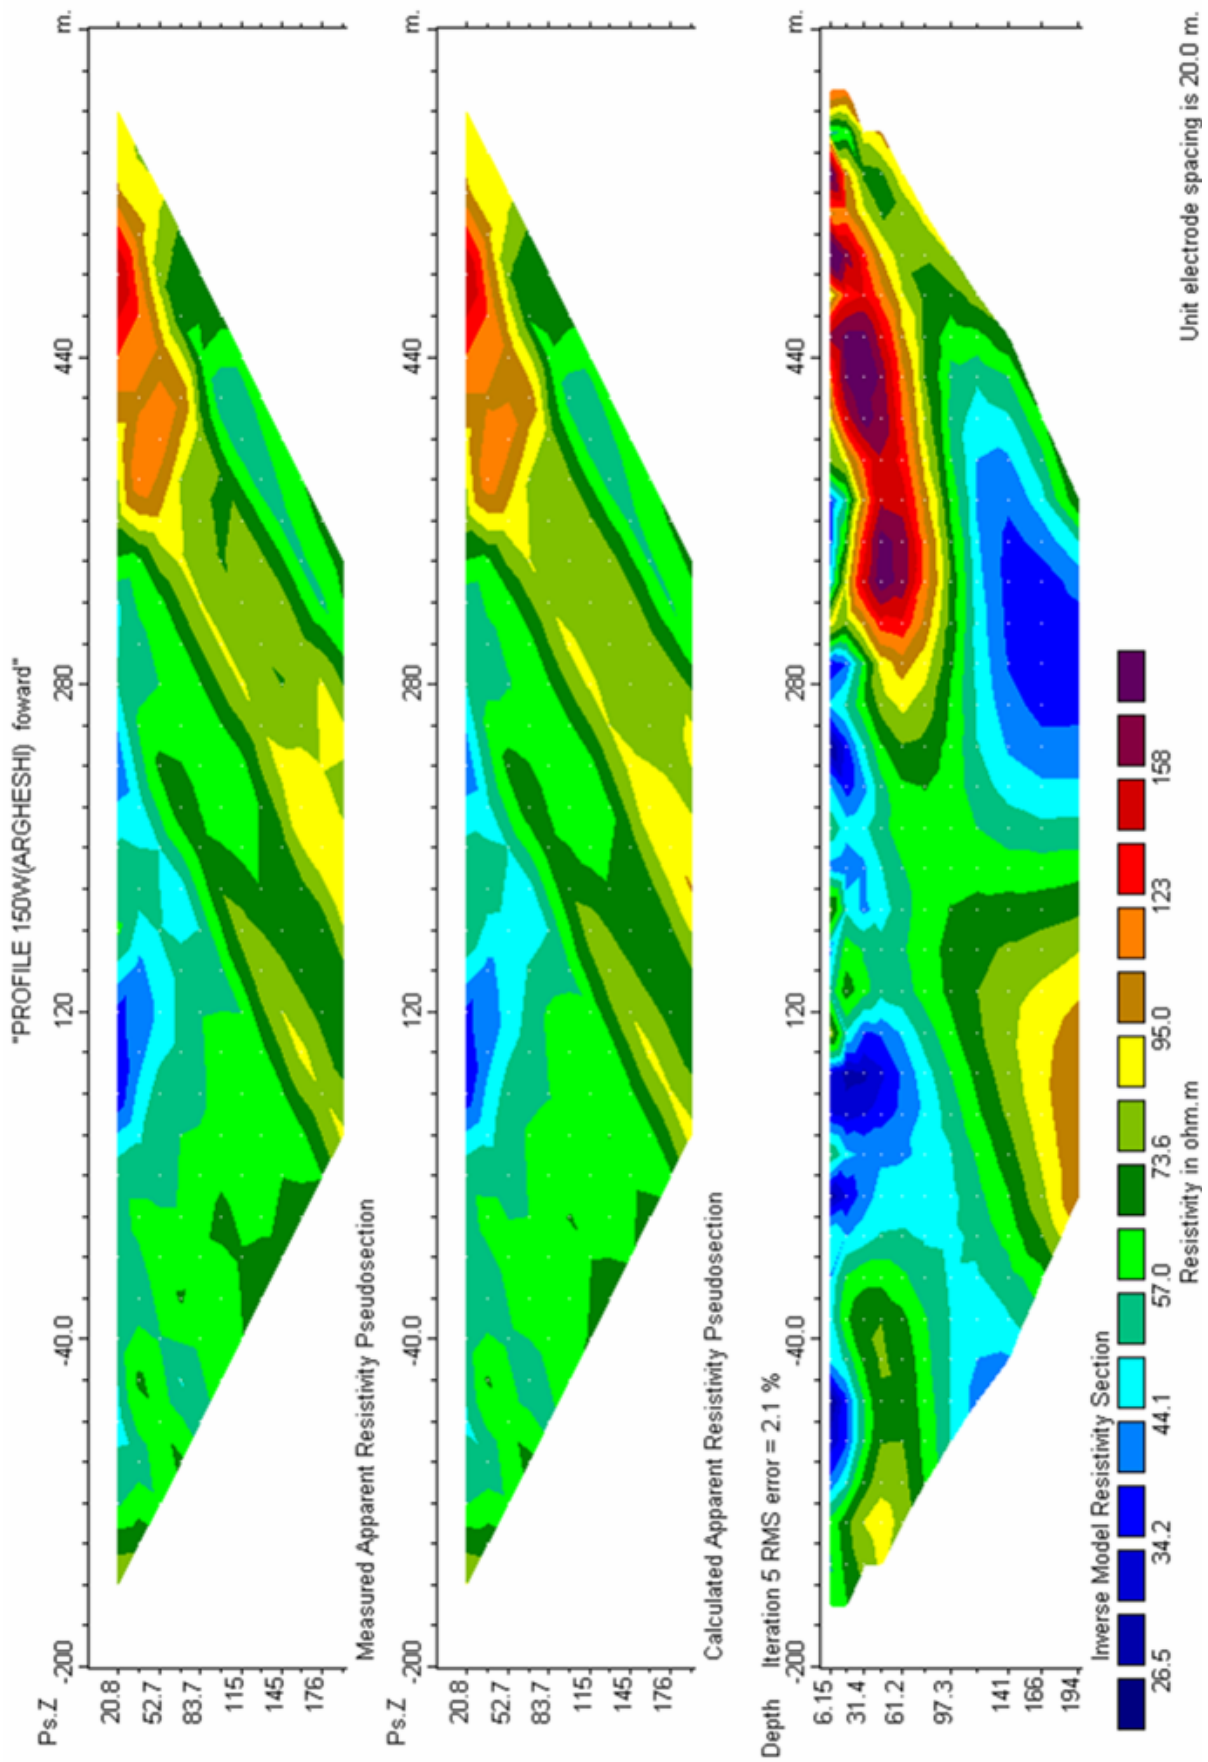 "PROFILE 150W(ARGHESHI) foward"
Ps.Z -200 -40.0 120 280 440 m.
20.8
52.7
83.7
115
145
176
Measured Apparent Resistivity Pseudosection
Ps.Z -200 -40.0 120 280 440 m.
20.8
52.7
83.7
115
145
176
Calculated Apparent Resistivity Pseudosection
Depth Iteration 5 RMS error = 2.1 %
-200 -40.0 120 280 440 m.
6.15
31.4
61.2
97.3
141
166
194
Inverse Model Resistivity Section
26.5 34.2 44.1 57.0 73.6 95.0 123 158
Resistivity in ohm.m
Unit electrode spacing is 20.0 m.